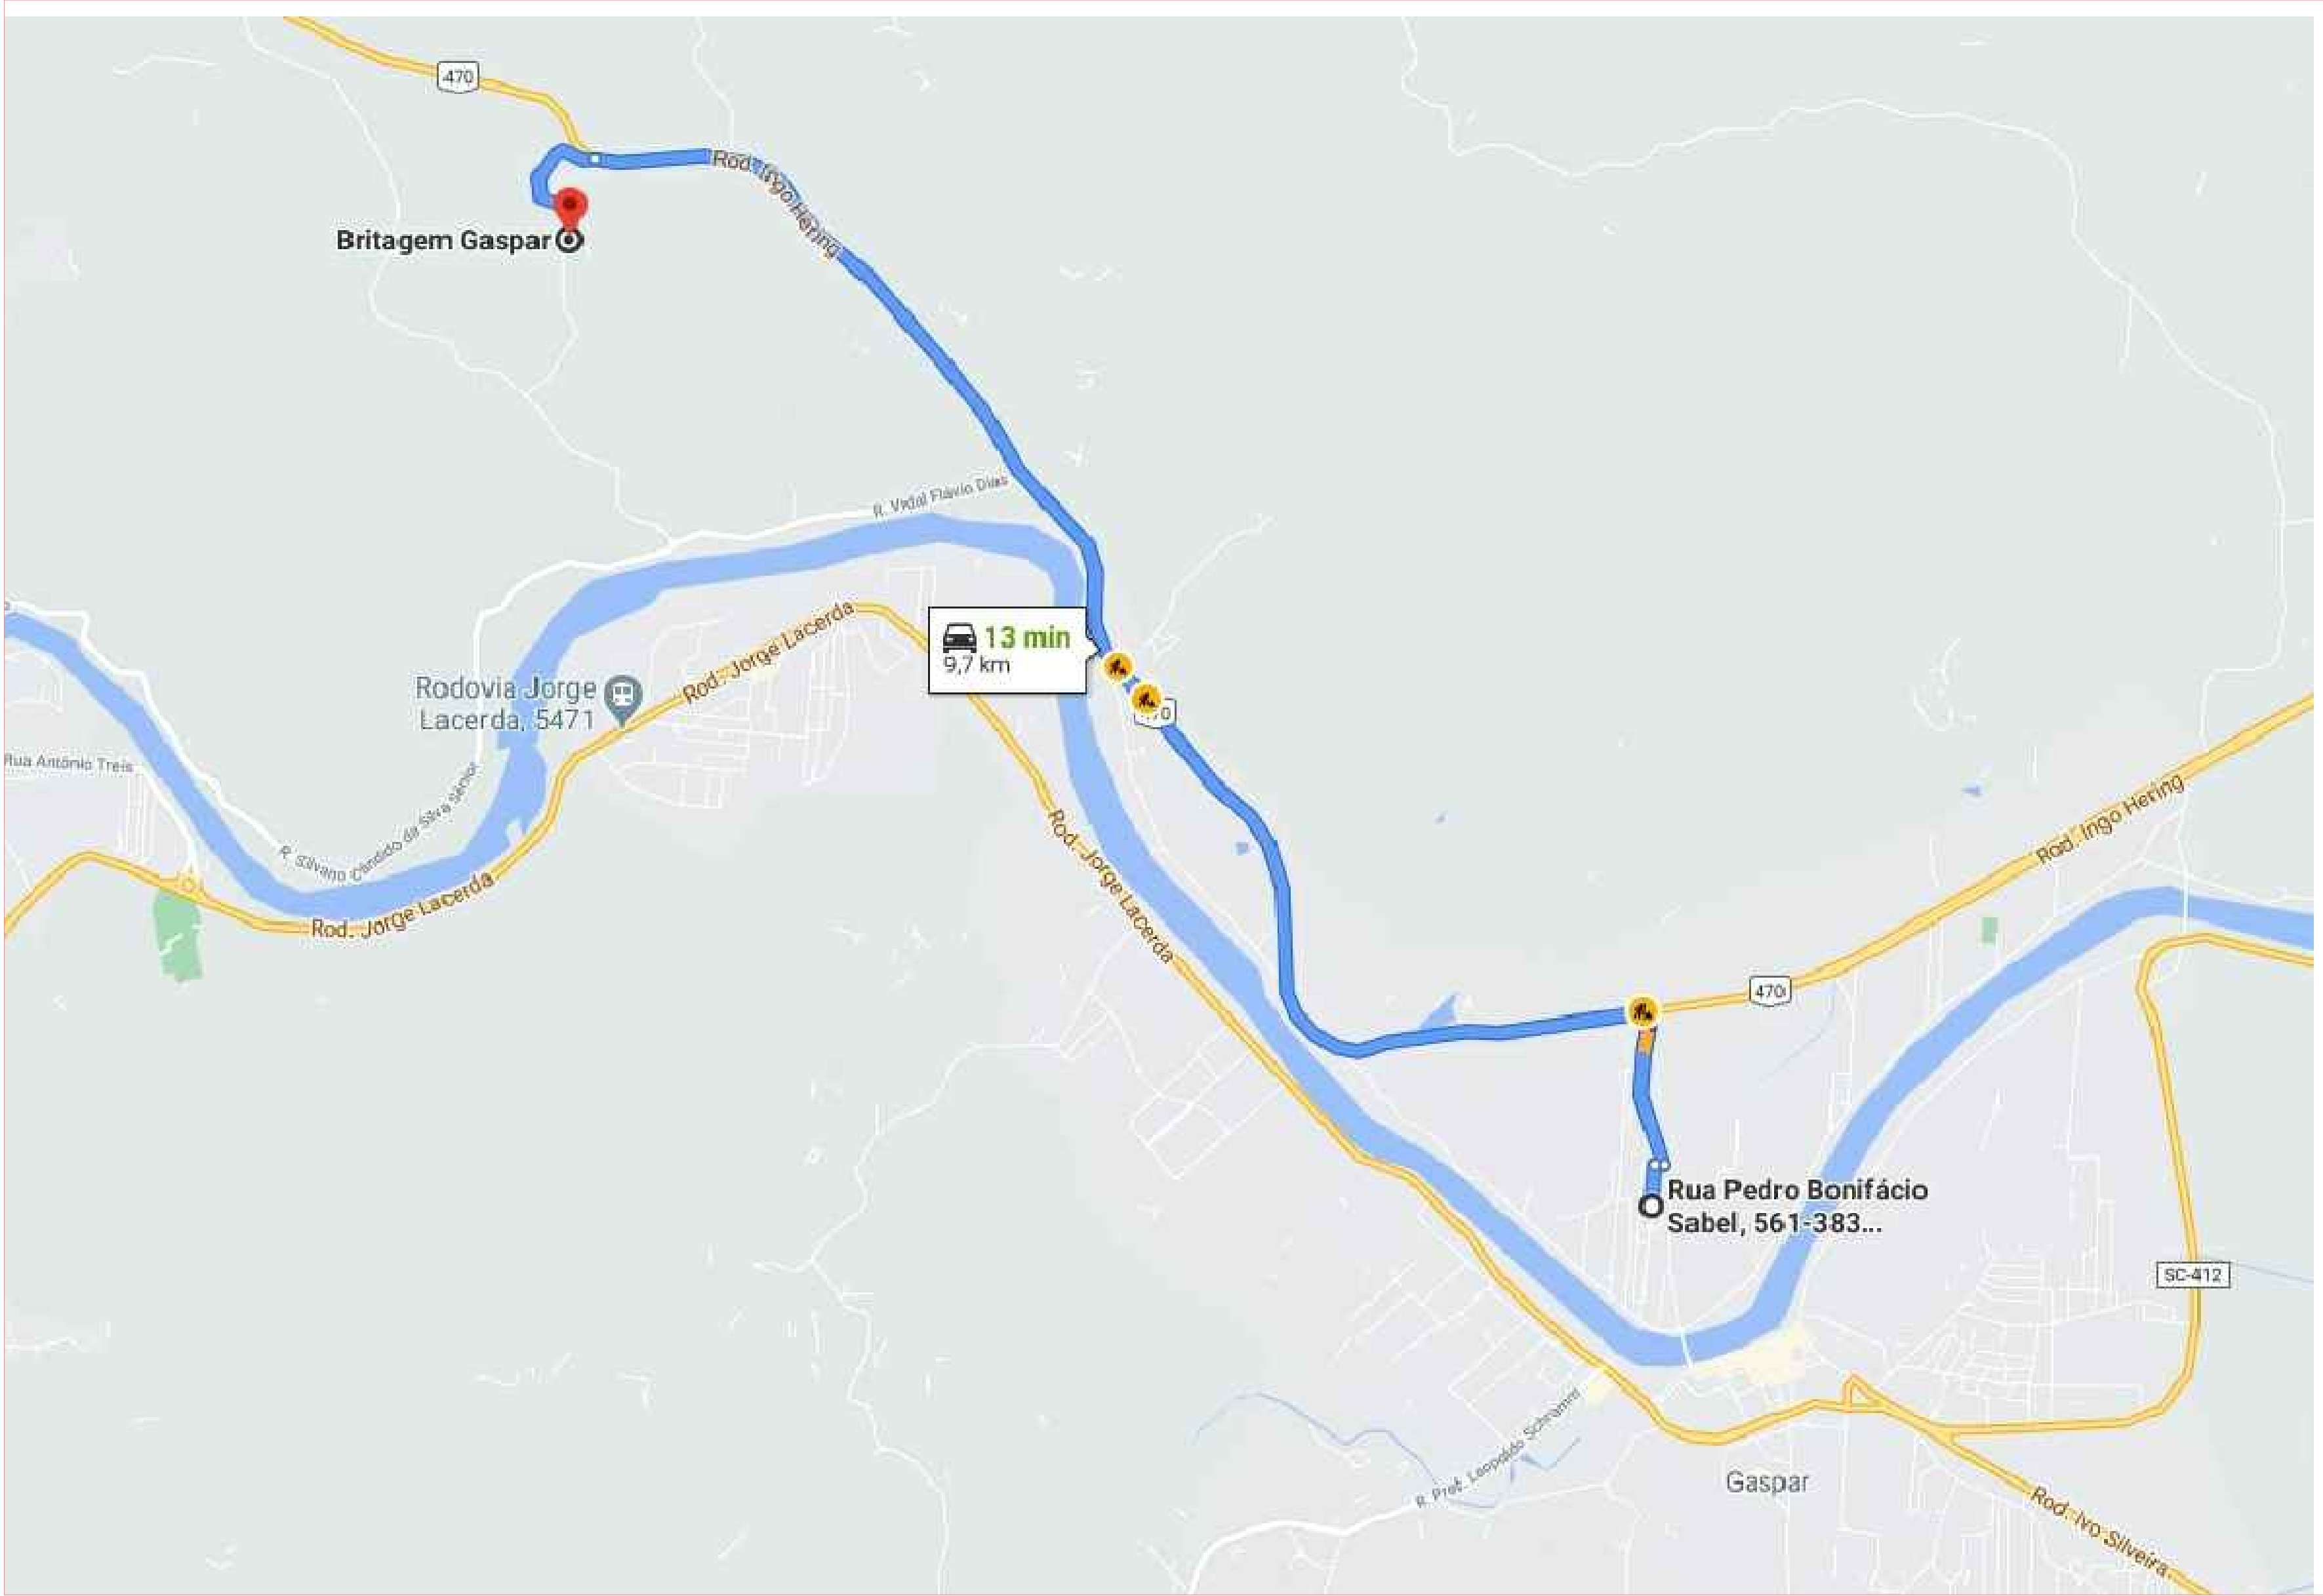 470
Rod. Ingo Hering
Britagem Gaspar
R. Vidal Flávio Dias
13 min
9,7 km
Rod. Jorge Lacerda
Rodovia Jorge
Lacerda, 5471
Rua Antônio Treis
R. Silvano Cândido da Silva Sênior
Rod. Jorge Lacerda
Rod. Jorge Lacerda
Rod. Ingo Hering
470
Rua Pedro Bonifácio
Sabel, 561-383...
SC-412
R. Pref. Leopoldo Schramm
Gaspar
Rod. Ivo Silveira